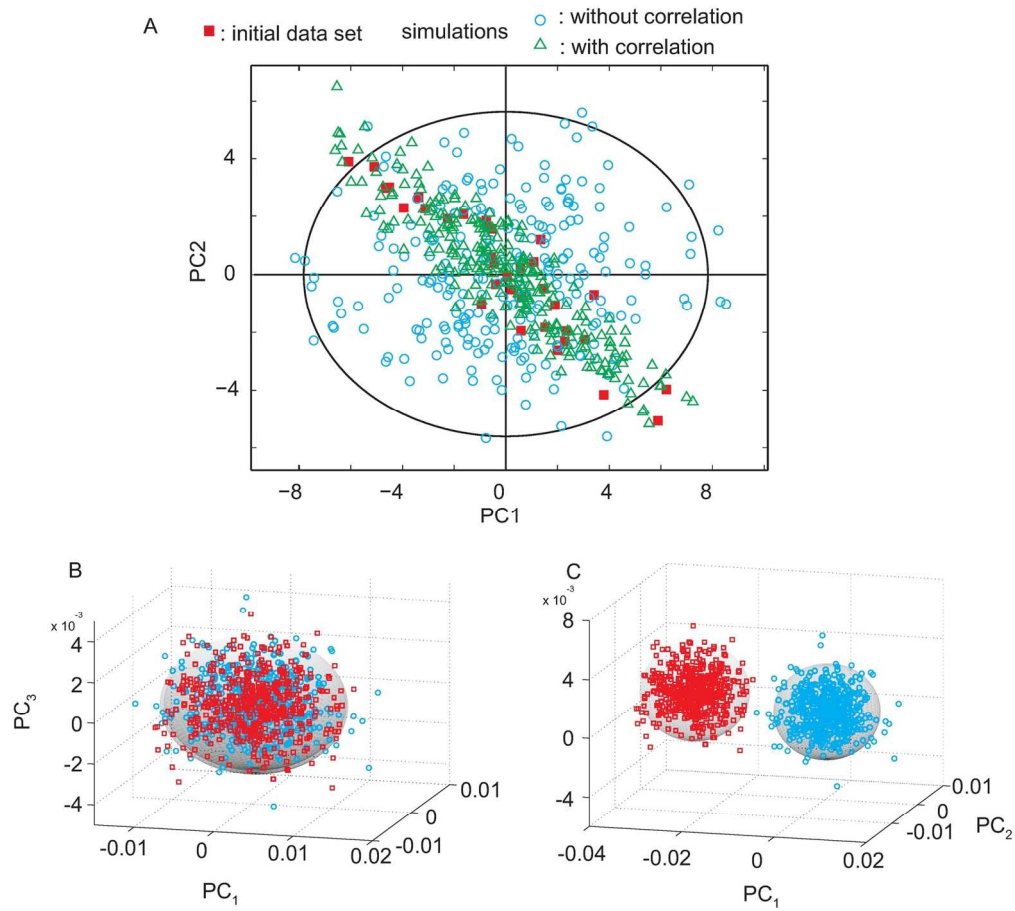 A
: initial data set simulations : without correlation
: with correlation
4
0
−4
PC2
−8 −4 0 4 8
PC1
B
x 10⁻³
4
2
0
−2
−4
PC₃
-0.01 0 0.01 0.02
-0.01 0 0.01
PC₁
C
x 10⁻³
8
4
0
−4
-0.04 -0.02 0 0.02
-0.01 0 0.01
PC₂
PC₁